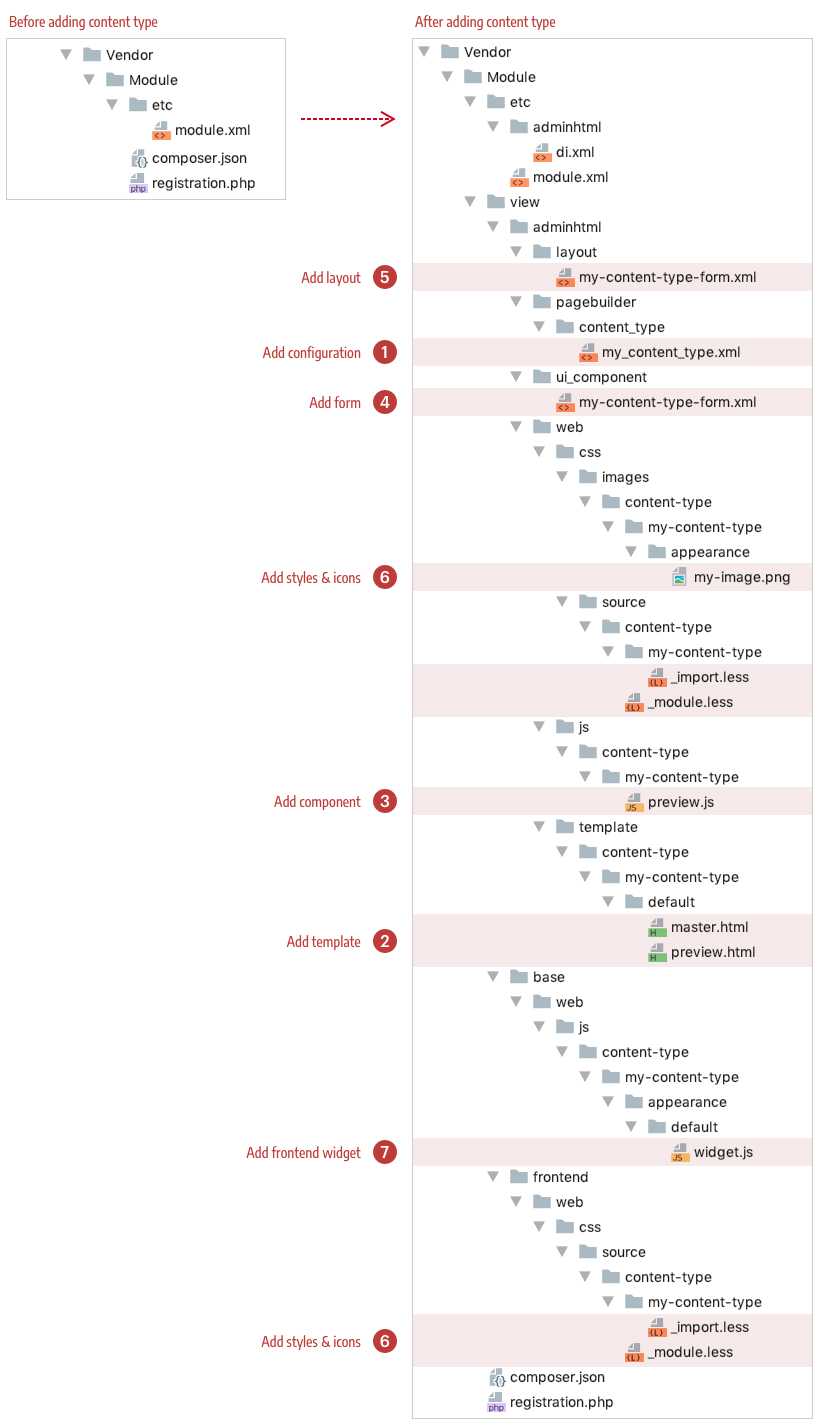 Before adding content type
Vendor
Module
etc
module.xml
composer.json
registration.php
After adding content type
Vendor
Module
etc
adminhtml
di.xml
module.xml
view
adminhtml
layout
Add layout 5 my-content-type-form.xml
pagebuilder
content_type
Add configuration 1 my_content_type.xml
ui_component
Add form 4 my-content-type-form.xml
web
css
images
content-type
my-content-type
appearance
Add styles & icons 6 my-image.png
source
content-type
my-content-type
_import.less
_module.less
js
content-type
my-content-type
Add component 3 preview.js
template
content-type
my-content-type
default
master.html
Add template 2
preview.html
base
web
js
content-type
my-content-type
appearance
default
Add frontend widget 7 widget.js
frontend
web
css
source
content-type
my-content-type
_import.less
Add styles & icons 6
_module.less
composer.json
registration.php